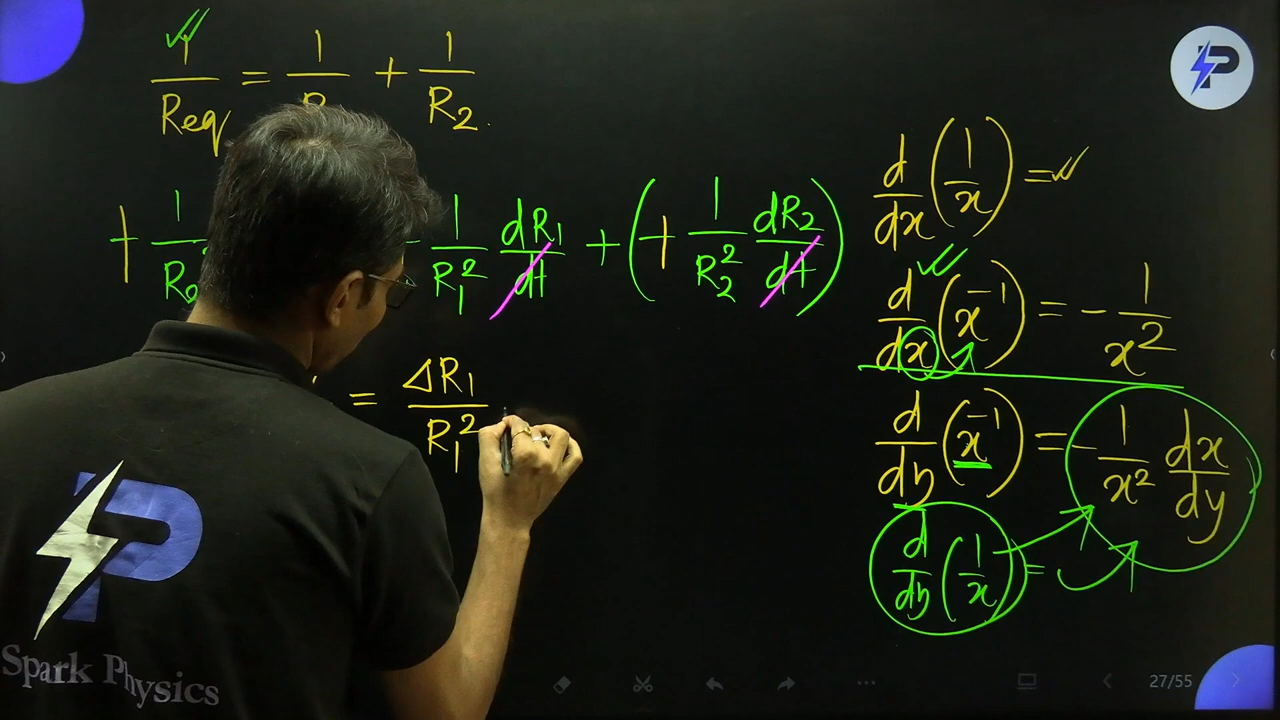 1/Req = 1/R + 1/R2
+ 1/Re 1/R1² dR1/dt + (+ 1/R2² dR2/dt)
= ΔR1/R1²
d/dx (1/x) =
d/dx (x⁻¹) = - 1/x²
d/dy (x⁻¹) = - 1/x² dx/dy
d/dy (1/x) =
Spark Physics
27/55